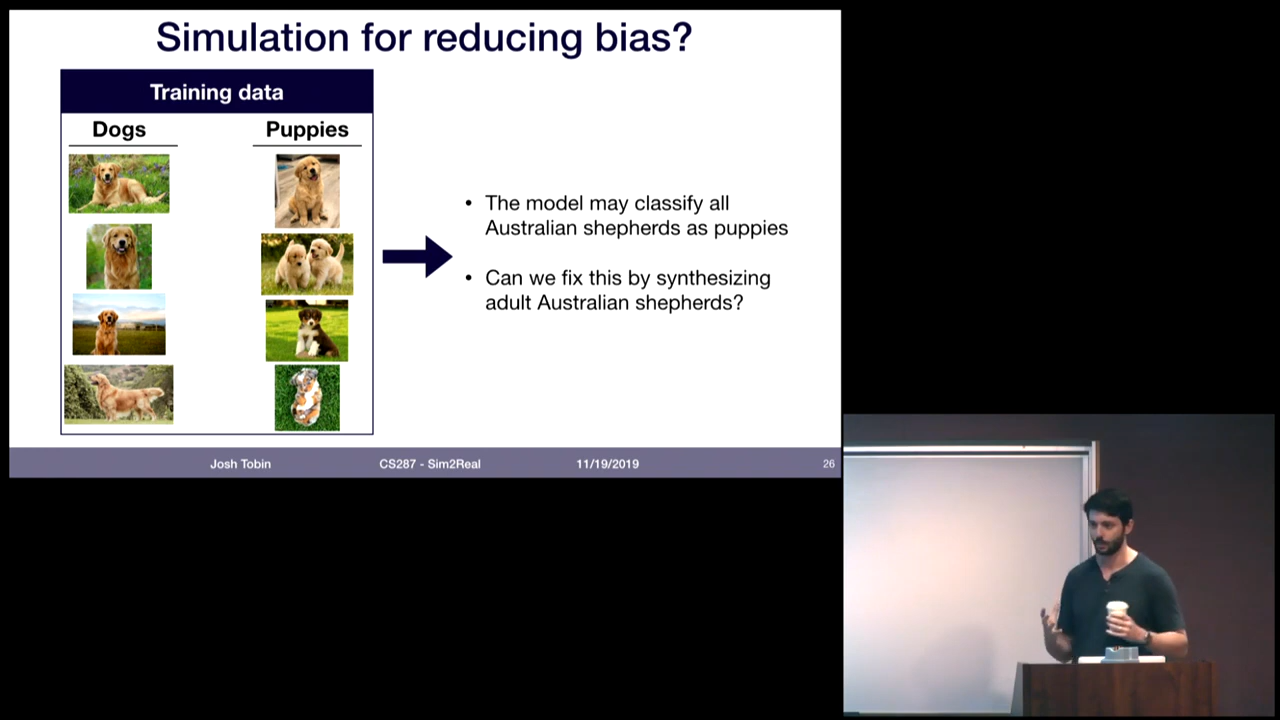 Simulation for reducing bias?
Training data
Dogs
Puppies
• The model may classify all
Australian shepherds as puppies
• Can we fix this by synthesizing
adult Australian shepherds?
Josh Tobin
CS287 - Sim2Real
11/19/2019
26